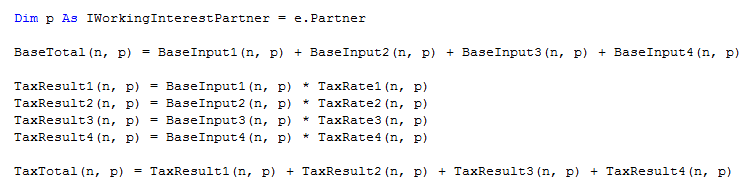 Dim p As IWorkingInterestPartner = e.Partner
BaseTotal(n, p) = BaseInput1(n, p) + BaseInput2(n, p) + BaseInput3(n, p) + BaseInput4(n, p)
TaxResult1(n, p) = BaseInput1(n, p) * TaxRate1(n, p)
TaxResult2(n, p) = BaseInput2(n, p) * TaxRate2(n, p)
TaxResult3(n, p) = BaseInput3(n, p) * TaxRate3(n, p)
TaxResult4(n, p) = BaseInput4(n, p) * TaxRate4(n, p)
TaxTotal(n, p) = TaxResult1(n, p) + TaxResult2(n, p) + TaxResult3(n, p) + TaxResult4(n, p)